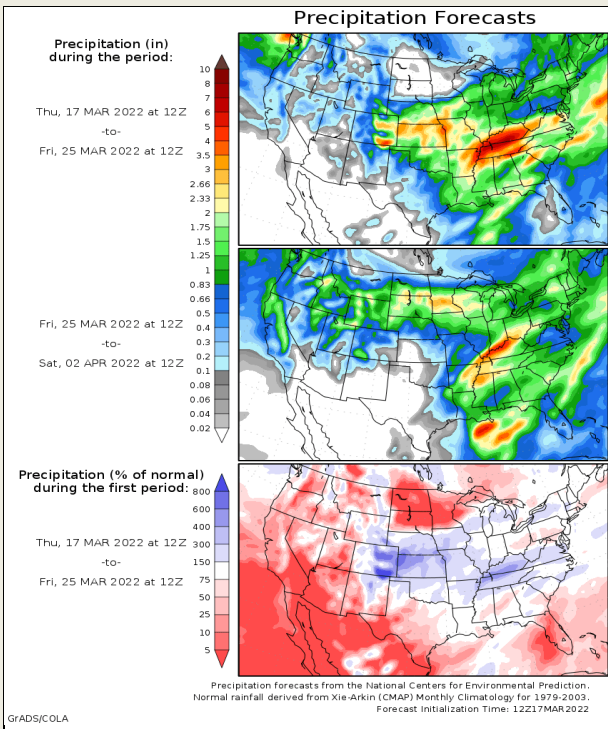 Precipitation Forecasts
Precipitation (in)
during the period:
Thu, 17 MAR 2022 at 12Z
-to-
Fri, 25 MAR 2022 at 12Z
10
8
7
6
5
4
3.5
3
2.66
2.33
2
1.75
1.5
1.25
1
0.83
0.66
0.5
0.4
0.3
0.2
0.1
0.08
0.06
0.04
0.02
Fri, 25 MAR 2022 at 12Z
-to-
Sat, 02 APR 2022 at 12Z
Precipitation (% of normal)
during the first period:
Thu, 17 MAR 2022 at 12Z
-to-
Fri, 25 MAR 2022 at 12Z
800
600
400
300
150
75
50
25
10
5
Precipitation forecasts from the National Centers for Environmental Prediction.
Normal rainfall derived from Xie-Arkin (CMAP) Monthly Climatology for 1979-2003.
Forecast Initialization Time: 12Z17MAR2022
GrADS/COLA